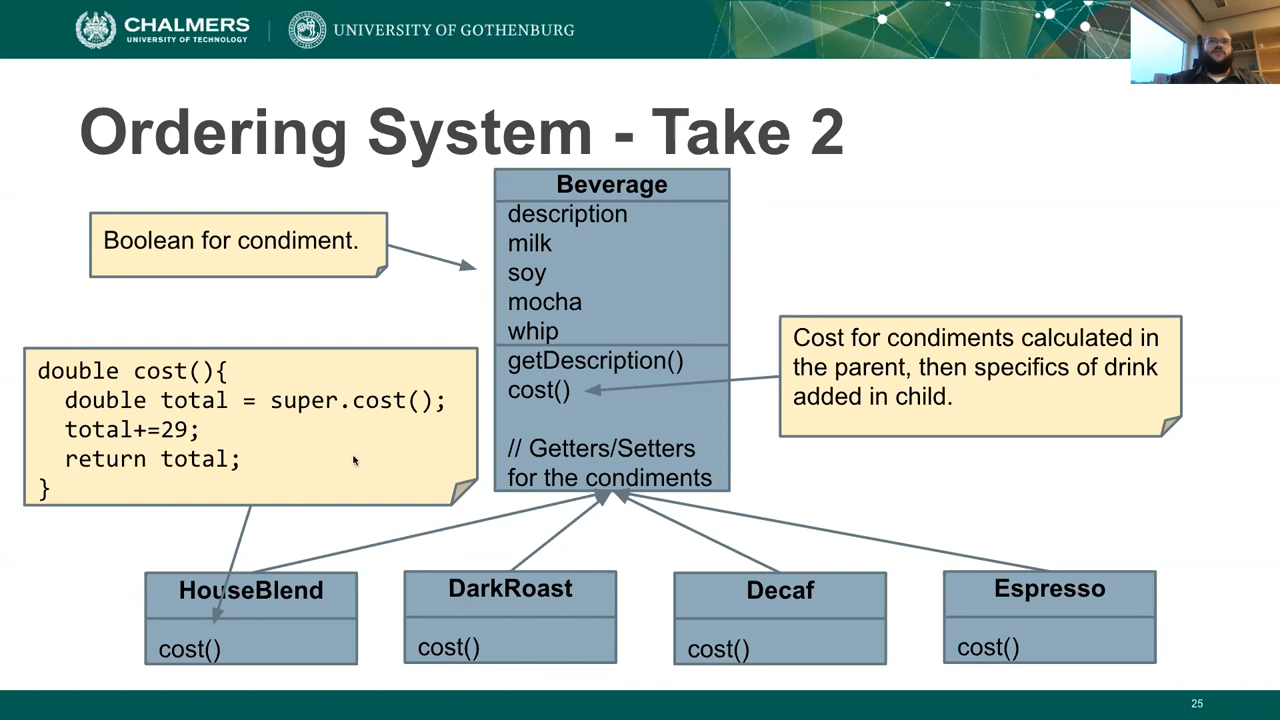 CHALMERS
UNIVERSITY OF TECHNOLOGY
UNIVERSITY OF GOTHENBURG
Ordering System - Take 2
Boolean for condiment.
Beverage
description
milk
soy
mocha
whip
getDescription()
cost()
// Getters/Setters
for the condiments
Cost for condiments calculated in
the parent, then specifics of drink
added in child.
double cost(){
double total = super.cost();
total+=29;
return total;
}
HouseBlend
cost()
DarkRoast
cost()
Decaf
cost()
Espresso
cost()
25